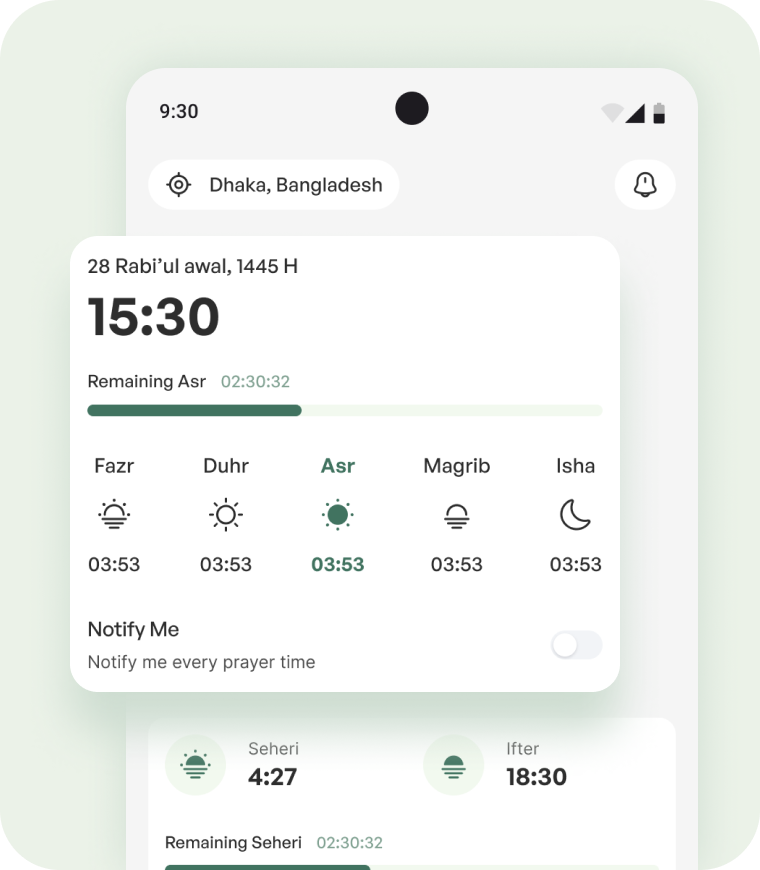 9:30
Dhaka, Bangladesh
28 Rabi’ul awal, 1445 H
15:30
Remaining Asr 02:30:32
Fazr Duhr Asr Magrib Isha
03:53 03:53 03:53 03:53 03:53
Notify Me
Notify me every prayer time
Seheri Ifter
4:27 18:30
Remaining Seheri 02:30:32